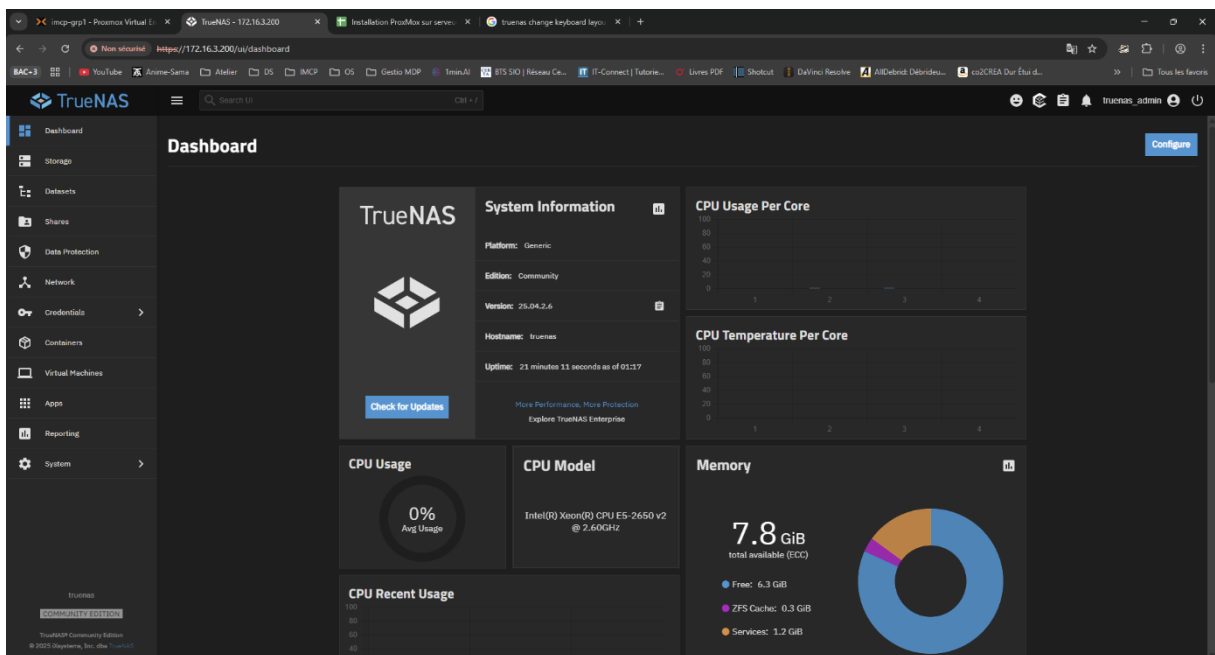 imcp-grp1 - Proxmox Virtual En
TrueNAS - 172.16.3.200
Installation ProxMox sur serveu
truenas change keyboard layou
Non sécurisé https://172.16.3.200/ui/dashboard
BAC+3 YouTube Anime-Sama Atelier DS IMCP OS Gestio MDP 1min.AI BTS SIO | Réseau Ce... IT-Connect | Tutorie... Livres PDF Shotcut DaVinci Resolve AllDebrid: Débrideu... co2CREA Dur Étui d... Tous les favoris
TrueNAS
Search UI
Ctrl + /
truenas_admin
Dashboard
Storage
Datasets
Shares
Data Protection
Network
Credentials
Containers
Virtual Machines
Apps
Reporting
System
truenas
COMMUNITY EDITION
TrueNAS® Community Edition
© 2025 iXsystems, Inc. dba TrueNAS
Dashboard
Configure
TrueNAS
Check for Updates
System Information
Platform: Generic
Edition: Community
Version: 25.04.2.6
Hostname: truenas
Uptime: 21 minutes 11 seconds as of 01:17
More Performance, More Protection
Explore TrueNAS Enterprise
CPU Usage Per Core
100
80
60
40
20
0
1 2 3 4
CPU Temperature Per Core
100
80
60
40
20
0
1 2 3 4
CPU Usage
0%
Avg Usage
CPU Model
Intel(R) Xeon(R) CPU E5-2650 v2
@ 2.60GHz
Memory
7.8 GiB
total available (ECC)
Free: 6.3 GiB
ZFS Cache: 0.3 GiB
Services: 1.2 GiB
CPU Recent Usage
100
80
60
40